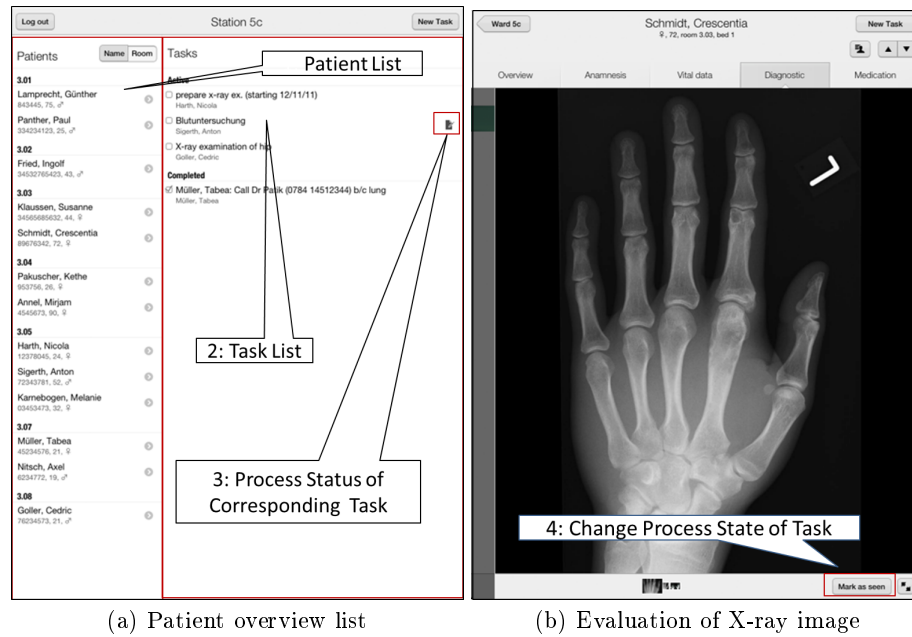 Log out
Station 5c
New Task
Patients
Name
Room
3.01
Lamprecht, Günther
843445, 75, ♂
Panther, Paul
334234123, 25, ♂
3.02
Fried, Ingolf
34532765423, 43, ♂
3.03
Klaussen, Susanne
34565685632, 44, ♀
Schmidt, Crescentia
89676342, 72, ♀
3.04
Pakuscher, Kethe
953756, 26, ♀
Annel, Mirjam
4545673, 90, ♀
3.05
Harth, Nicola
12378045, 24, ♀
Sigerth, Anton
72343781, 52, ♂
Karnebogen, Melanie
03453473, 32, ♀
3.07
Müller, Tabea
45234576, 21, ♀
Nitsch, Axel
6234772, 19, ♂
3.08
Goller, Cedric
76234573, 21, ♂
Tasks
Patient List
Active
prepare x-ray ex. (starting 12/11/11)
Harth, Nicola
Blutuntersuchung
Sigerth, Anton
X-ray examination of hip
Goller, Cedric
Completed
Müller, Tabea: Call Dr Patik (0784 14512344) b/c lung
Müller, Tabea
2: Task List
3: Process Status of
Corresponding Task
(a) Patient overview list
Ward 5c
Schmidt, Crescentia
♀, 72, room 3.03, bed 1
New Task
Overview
Anamnesis
Vital data
Diagnostic
Medication
4: Change Process State of Task
Mark as seen
(b) Evaluation of X-ray image